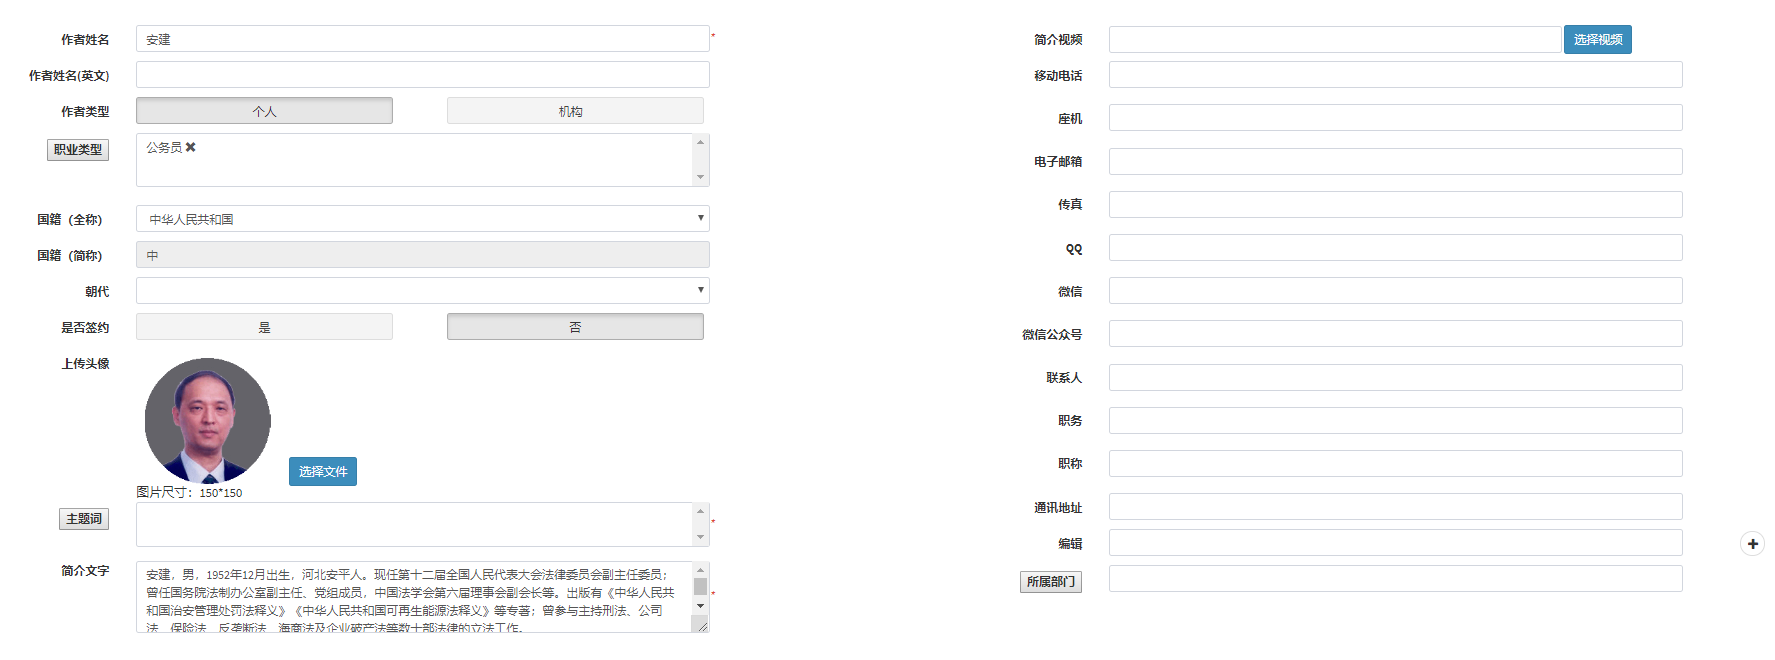 作者姓名 安建 *
作者姓名(英文)
作者类型 个人 机构
职业类型 公务员 ✖
国籍（全称） 中华人民共和国
国籍（简称） 中
朝代
是否签约 是 否
上传头像
选择文件
图片尺寸：150*150
主题词 *
简介文字 *
安建，男，1952年12月出生，河北安平人。现任第十二届全国人民代表大会法律委员会副主任委员；
曾任国务院法制办公室副主任、党组成员，中国法学会第六届理事会副会长等。出版有《中华人民共
和国治安管理处罚法释义》《中华人民共和国可再生能源法释义》等专著；曾参与主持刑法、公司
法、保险法、反垄断法、海商法及企业破产法等数十部法律的立法工作。
简介视频 选择视频
移动电话
座机
电子邮箱
传真
QQ
微信
微信公众号
联系人
职务
职称
通讯地址
编辑
所属部门